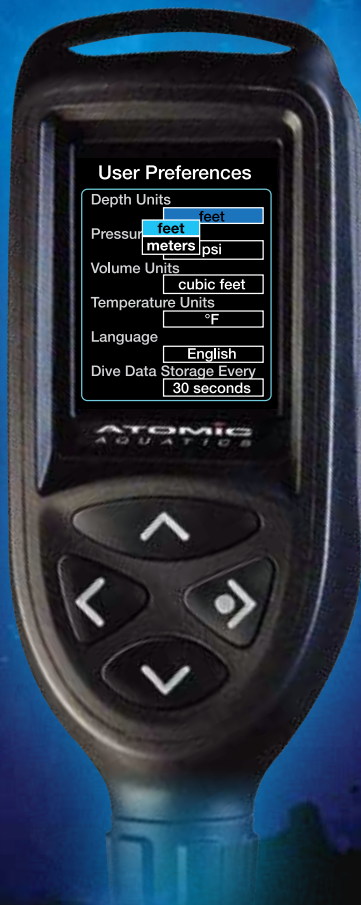 User Preferences
Depth Units
feet
feet
meters
Pressur
psi
Volume Units
cubic feet
Temperature Units
°F
Language
English
Dive Data Storage Every
30 seconds
ATOMIC
AQUATICS